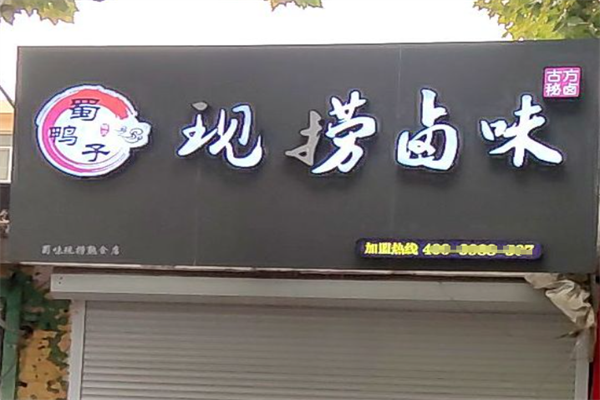 蜀鸭子
现捞卤味
古方
秘卤
蜀味现捞熟食店
加盟热线